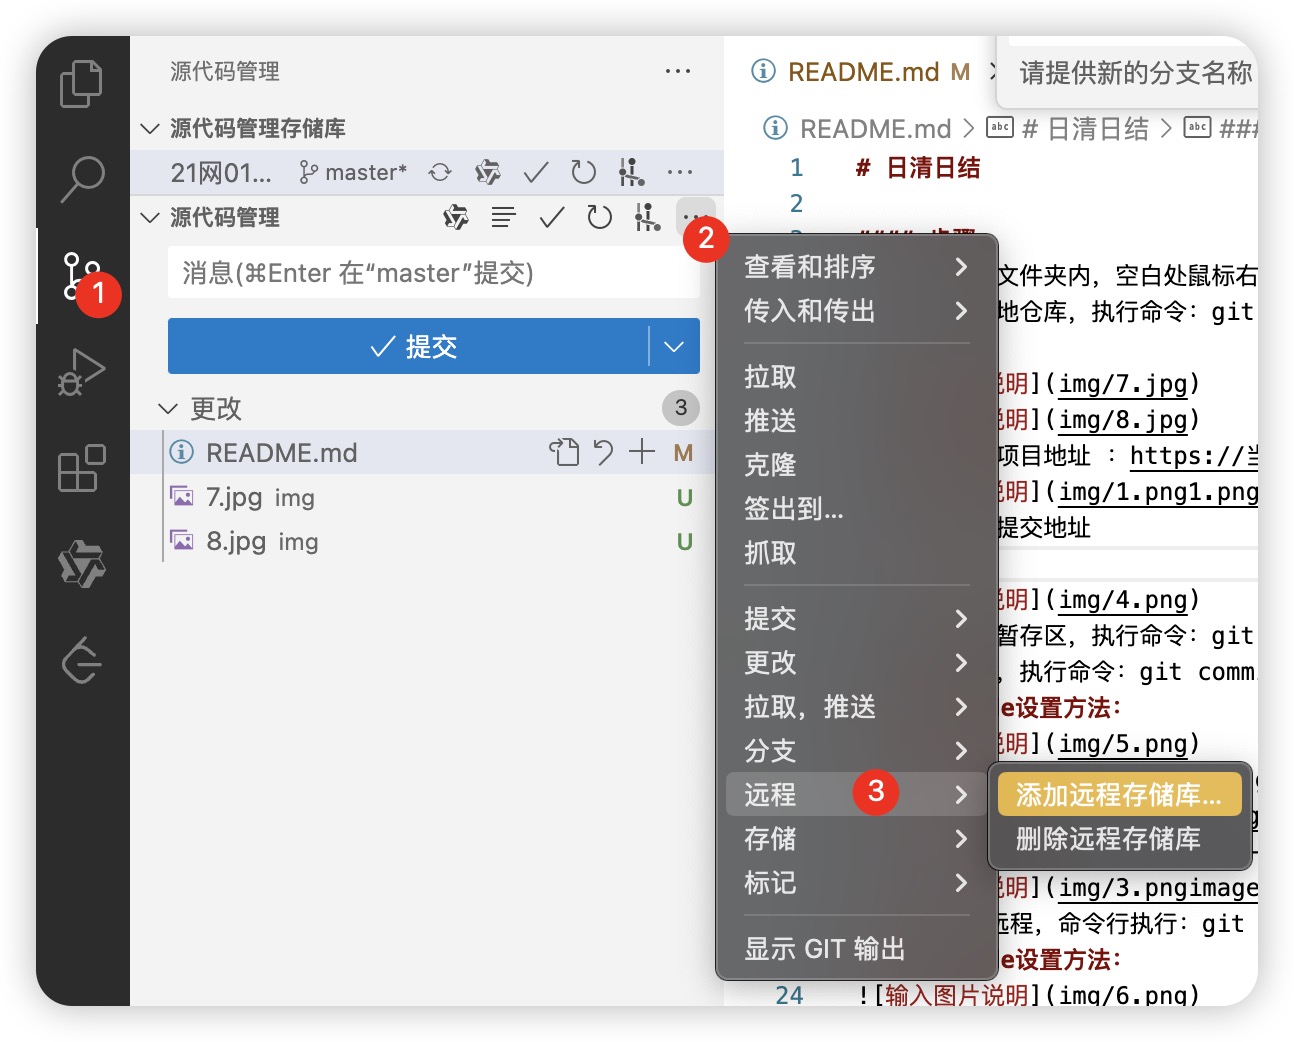 源代码管理
源代码管理存储库
21网01... master*
源代码管理
消息(⌘Enter 在“master”提交)
提交
更改 3
README.md M
7.jpg img U
8.jpg img U
1
2
查看和排序
传入和传出
拉取
推送
克隆
签出到...
抓取
提交
更改
拉取，推送
分支
远程 3
存储
标记
显示 GIT 输出
添加远程存储库...
删除远程存储库
README.md M
请提供新的分支名称
README.md > # 日清日结 > ###
1 # 日清日结
2
文件夹内，空白处鼠标右
地仓库，执行命令：git
说明](img/7.jpg)
说明](img/8.jpg)
项目地址 ：https://当
说明](img/1.png1.png
提交地址
说明](img/4.png)
暂存区，执行命令：git
，执行命令：git comm
e设置方法：
说明](img/5.png)
说明](img/3.pngimage
远程，命令行执行：git
e设置方法：
24 ![输入图片说明](img/6.png)